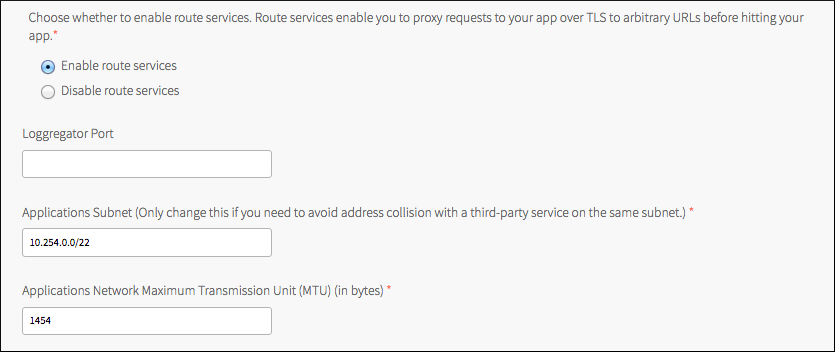 Choose whether to enable route services. Route services enable you to proxy requests to your app over TLS to arbitrary URLs before hitting your
app.*
Enable route services
Disable route services
Loggregator Port
Applications Subnet (Only change this if you need to avoid address collision with a third-party service on the same subnet.) *
10.254.0.0/22
Applications Network Maximum Transmission Unit (MTU) (in bytes) *
1454